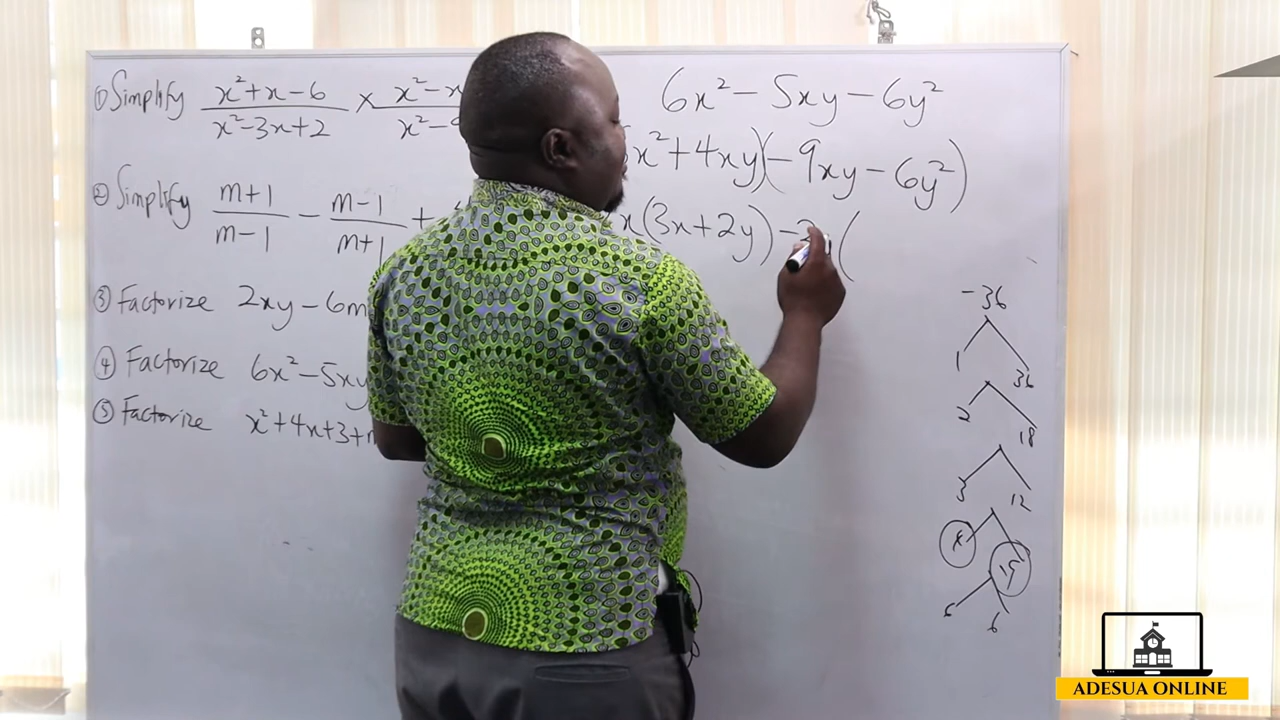 ① Simplify (x²+x-6)/(x²-3x+2) × (x²-x)/(x²-
② Simplify (m+1)/(m-1) - (m-1)/(m+1) +
③ Factorize 2xy - 6m
④ Factorize 6x² - 5xy
⑤ Factorize x²+4x+3+
6x² - 5xy - 6y²
x² + 4xy)(-9xy - 6y²)
x(3x+2y) - (
-36
1 36
2 18
3 12
4 -9
6 6
ADESUA ONLINE